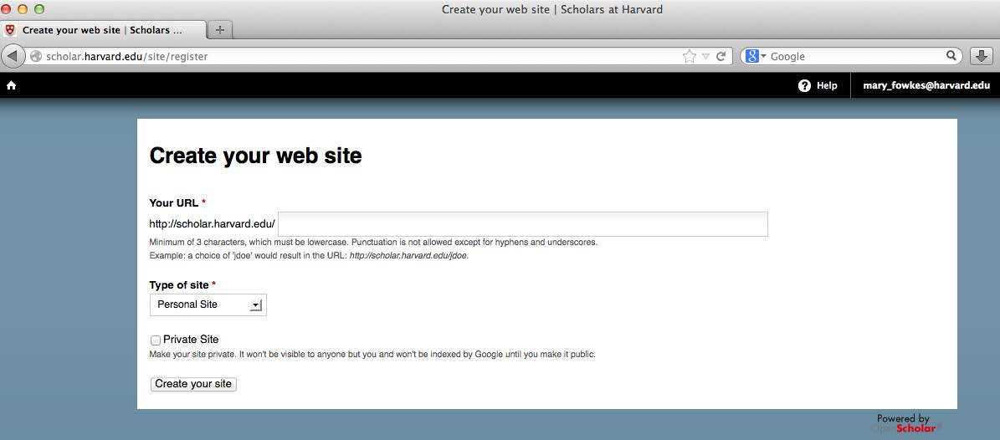 Create your web site | Scholars at Harvard
Create your web site | Scholars ...
scholar.harvard.edu/site/register
Google
Help
mary_fowkes@harvard.edu
Create your web site
Your URL *
http://scholar.harvard.edu/
Minimum of 3 characters, which must be lowercase. Punctuation is not allowed except for hyphens and underscores.
Example: a choice of 'jdoe' would result in the URL: http://scholar.harvard.edu/jdoe.
Type of site *
Personal Site
Private Site
Make your site private. It won't be visible to anyone but you and won't be indexed by Google until you make it public.
Create your site
Powered by
OpenScholar®